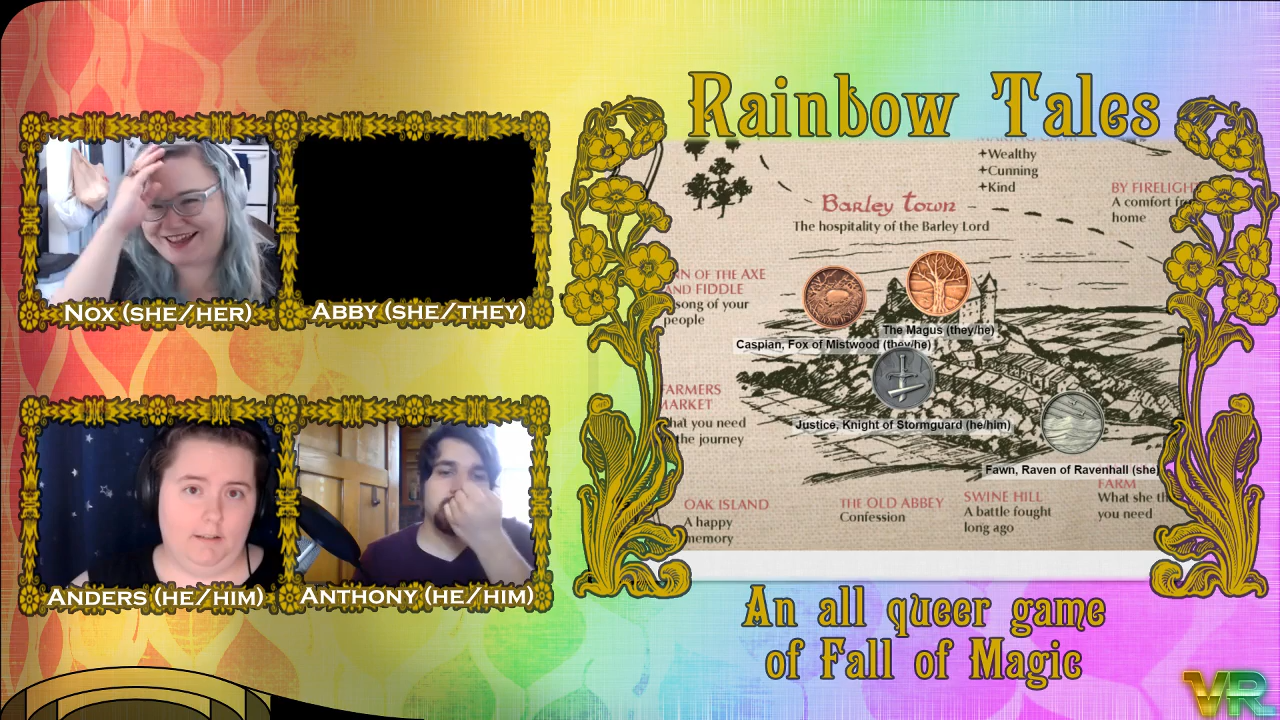 Rainbow Tales
NOX (SHE/HER)
ABBY (SHE/THEY)
ANDERS (HE/HIM)
ANTHONY (HE/HIM)
+Wealthy
+Cunning
+Kind
BY FIRELIGH
A comfort
home
Barley Town
The hospitality of the Barley Lord
NN OF THE AXE
AND FIDDLE
song of your
people
The Magus (they/he)
Caspian, Fox of Mistwood (they/he)
Justice, Knight of Stormguard (he/him)
Fawn, Raven of Ravenhall (she)
FARMERS
MARKET
hat you need
the journey
OAK ISLAND
A happy
memory
THE OLD ABBEY
Confession
SWINE HILL
A battle fought
long ago
FARM
What she th
you need
An all queer game
of Fall of Magic
VR